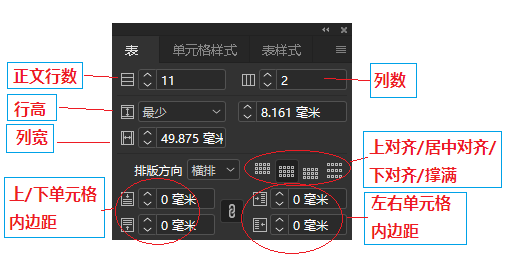 表 单元格样式 表样式
正文行数
11
2
列数
行高
最少
8.161 毫米
列宽
49.875 毫米
排版方向 横排
上对齐/居中对齐/
下对齐/撑满
上/下单元格
内边距
0 毫米
0 毫米
0 毫米
0 毫米
左右单元格
内边距